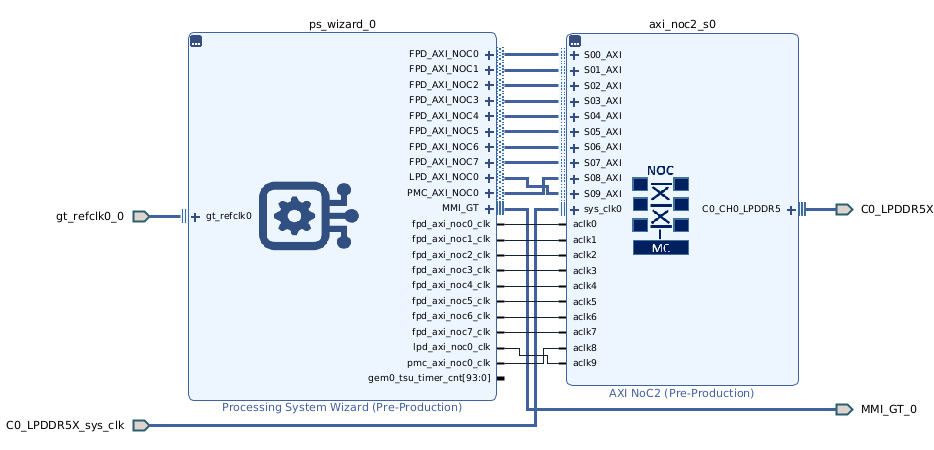 ps_wizard_0
axi_noc2_s0
FPD_AXI_NOC0
FPD_AXI_NOC1
FPD_AXI_NOC2
FPD_AXI_NOC3
FPD_AXI_NOC4
FPD_AXI_NOC5
FPD_AXI_NOC6
FPD_AXI_NOC7
LPD_AXI_NOC0
PMC_AXI_NOC0
MMI_GT
fpd_axi_noc0_clk
fpd_axi_noc1_clk
fpd_axi_noc2_clk
fpd_axi_noc3_clk
fpd_axi_noc4_clk
fpd_axi_noc5_clk
fpd_axi_noc6_clk
fpd_axi_noc7_clk
lpd_axi_noc0_clk
pmc_axi_noc0_clk
gem0_tsu_timer_cnt[93:0]
gt_refclk0_0
gt_refclk0
Processing System Wizard (Pre-Production)
S00_AXI
S01_AXI
S02_AXI
S03_AXI
S04_AXI
S05_AXI
S06_AXI
S07_AXI
S08_AXI
S09_AXI
sys_clk0
aclk0
aclk1
aclk2
aclk3
aclk4
aclk5
aclk6
aclk7
aclk8
aclk9
NOC
MC
C0_CH0_LPDDR5
C0_LPDDR5X
AXI NoC2 (Pre-Production)
MMI_GT_0
C0_LPDDR5X_sys_clk